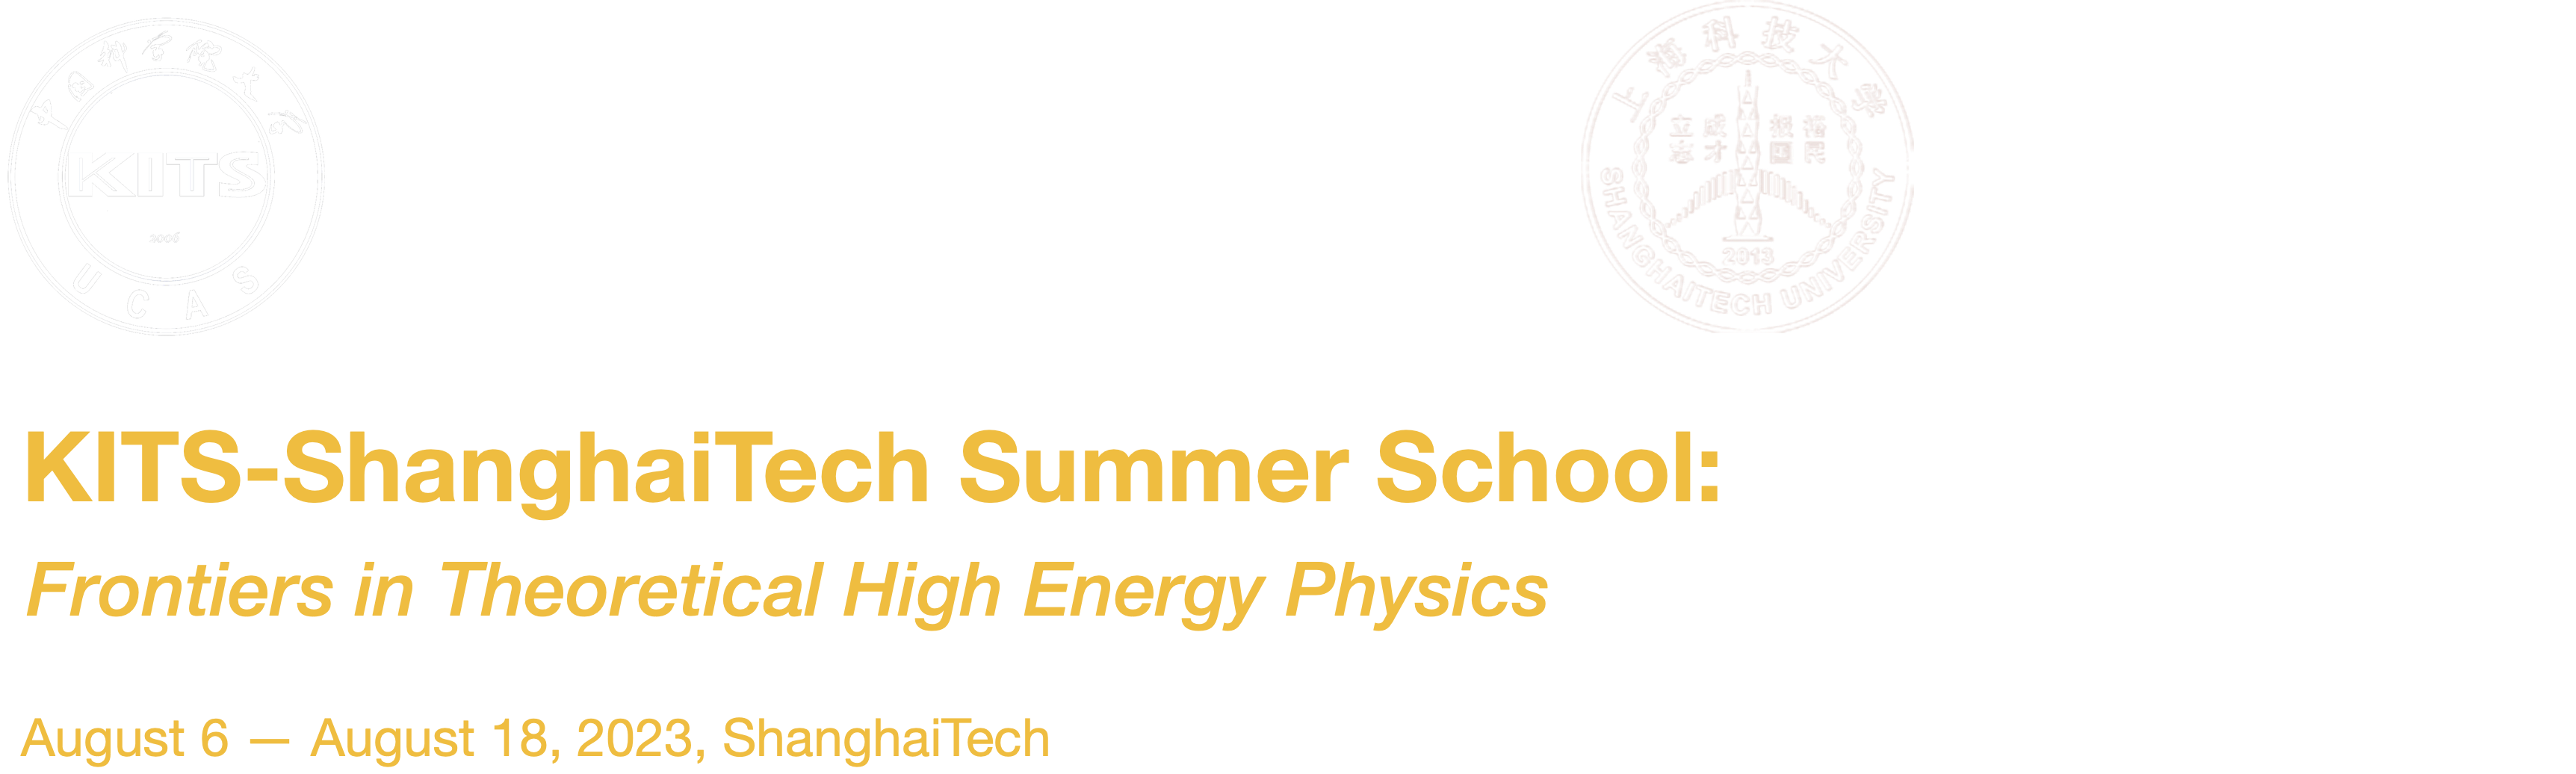 中国科学院大学
KITS
2006
UCAS
上海科技大学
立志成才报国裕民
2013
SHANGHAITECH UNIVERSITY
KITS-ShanghaiTech Summer School:
Frontiers in Theoretical High Energy Physics
August 6 — August 18, 2023, ShanghaiTech